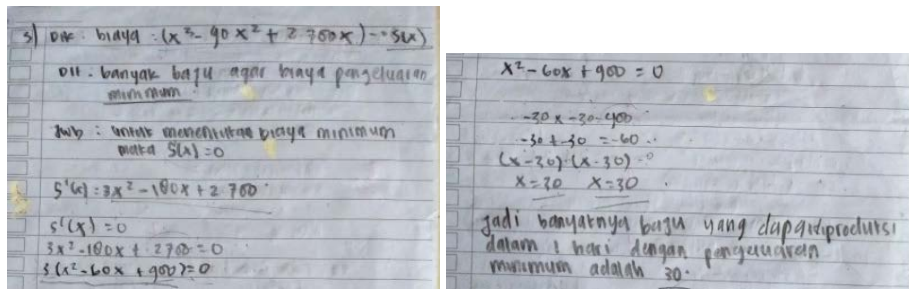 5) Dik : biaya : (x³ - 90x² + 2.700x) → S(x)
Dit : banyak baju agar biaya pengeluaran
minimum
Jwb : untuk menentukan biaya minimum
maka S'(x) = 0
S'(x) : 3x² - 180x + 2.700
S'(x) = 0
3x² - 180x + 2700 = 0
3(x² - 60x + 900) = 0
x² - 60x + 900 = 0
-30 x -30 = 900
-30 + -30 = -60
(x-30) (x-30) = 0
x = 30 x = 30
Jadi banyaknya baju yang dapat diproduksi
dalam 1 hari dengan pengeluaran
minimum adalah 30.